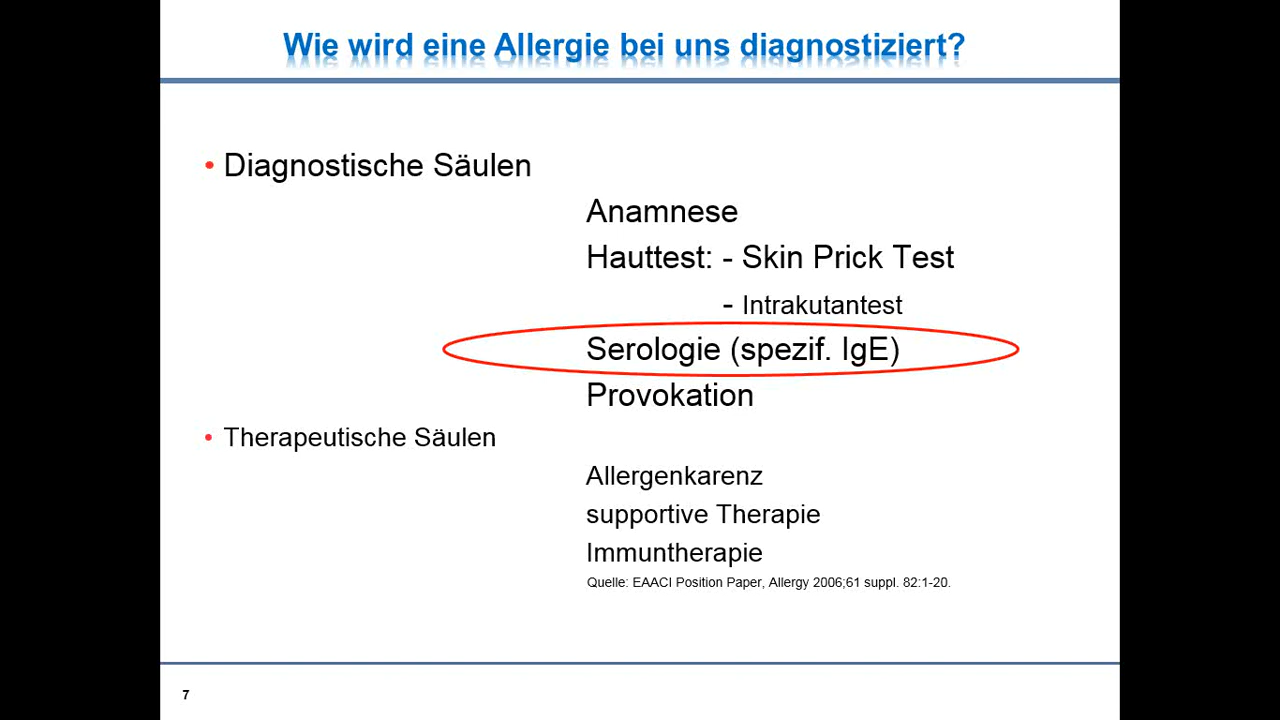 Wie wird eine Allergie bei uns diagnostiziert?
• Diagnostische Säulen
Anamnese
Hauttest: - Skin Prick Test
- Intrakutantest
Serologie (spezif. IgE)
Provokation
• Therapeutische Säulen
Allergenkarenz
supportive Therapie
Immuntherapie
Quelle: EAACI Position Paper, Allergy 2006;61 suppl. 82:1-20.
7